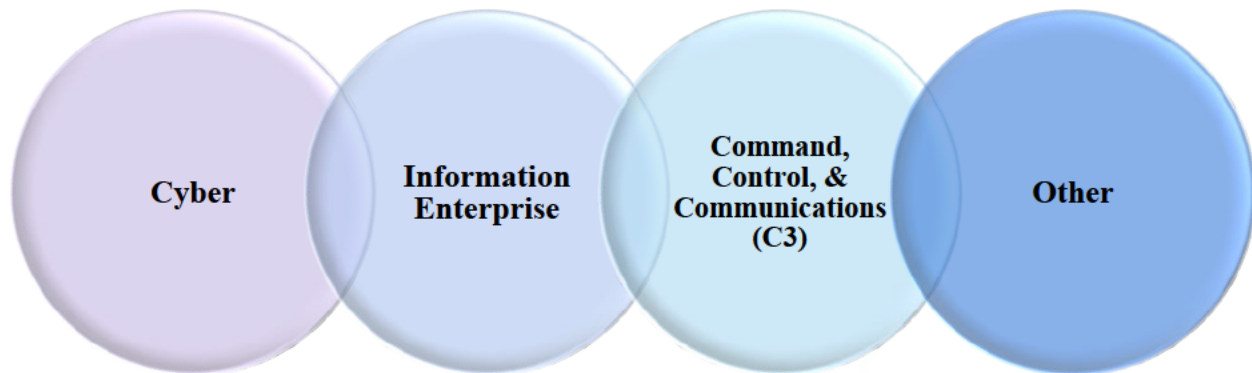 Cyber
Information
Enterprise
Command,
Control, &
Communications
(C3)
Other